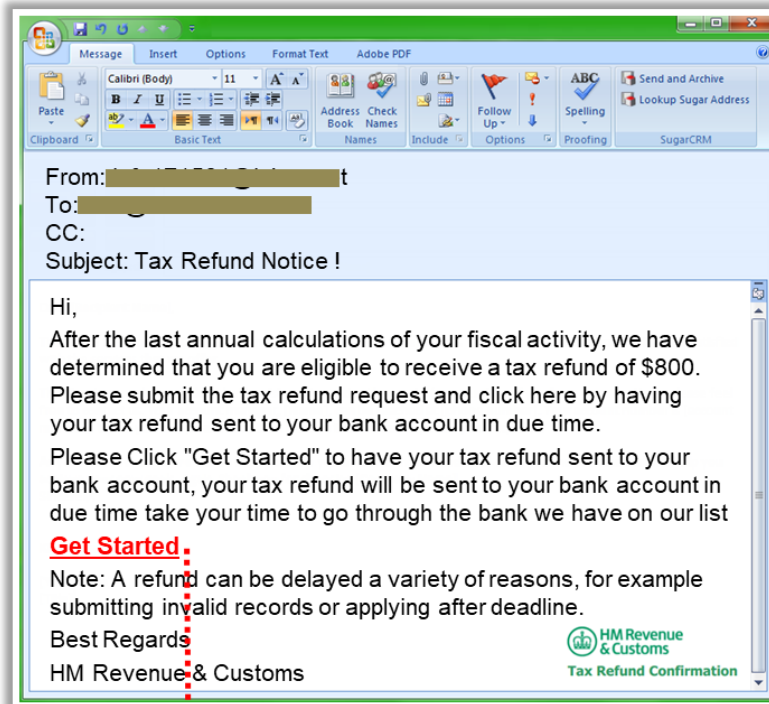 Message Insert Options Format Text Adobe PDF
Paste
Clipboard
Calibri (Body) 11 A A
B I U
ab A
Basic Text
Address Book
Check Names
Names
Include
Follow Up
Options
ABC
Spelling
Proofing
Send and Archive
Lookup Sugar Address
SugarCRM
From: t
To:
CC:
Subject: Tax Refund Notice !
Hi,
After the last annual calculations of your fiscal activity, we have
determined that you are eligible to receive a tax refund of $800.
Please submit the tax refund request and click here by having
your tax refund sent to your bank account in due time.
Please Click "Get Started" to have your tax refund sent to your
bank account, your tax refund will be sent to your bank account in
due time take your time to go through the bank we have on our list
Get Started
Note: A refund can be delayed a variety of reasons, for example
submitting invalid records or applying after deadline.
Best Regards
HM Revenue & Customs
HM Revenue
& Customs
Tax Refund Confirmation